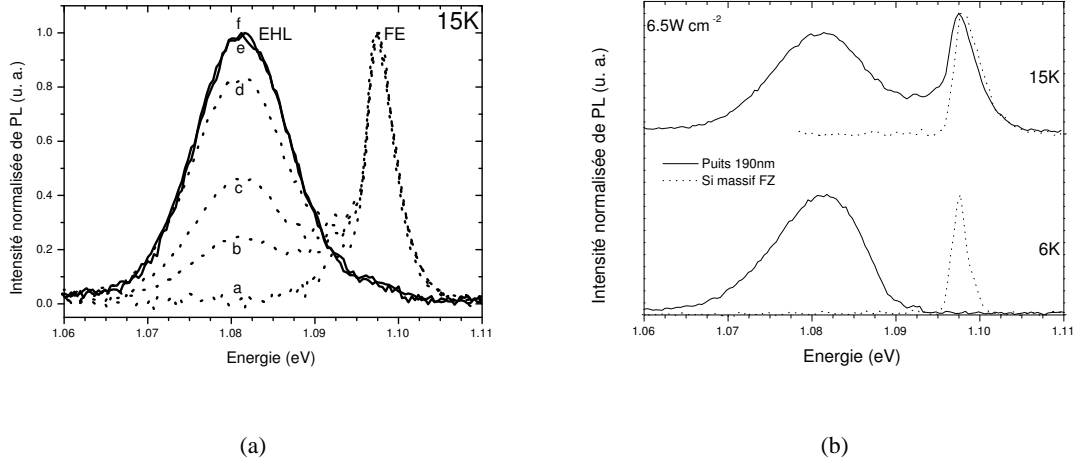 15K
f
EHL
FE
e
d
c
b
a
1.0
0.8
0.6
0.4
0.2
0.0
1.06
1.07
1.08
1.09
1.10
1.11
Intensité normalisée de PL (u. a.)
Energie (eV)
(a)
(b)
6.5W cm-2
15K
Puits 190nm
Si massif FZ
6K
1.06
1.07
1.08
1.09
1.10
1.11
Intensité normalisée de PL (u. a.)
Energie (eV)
(b)